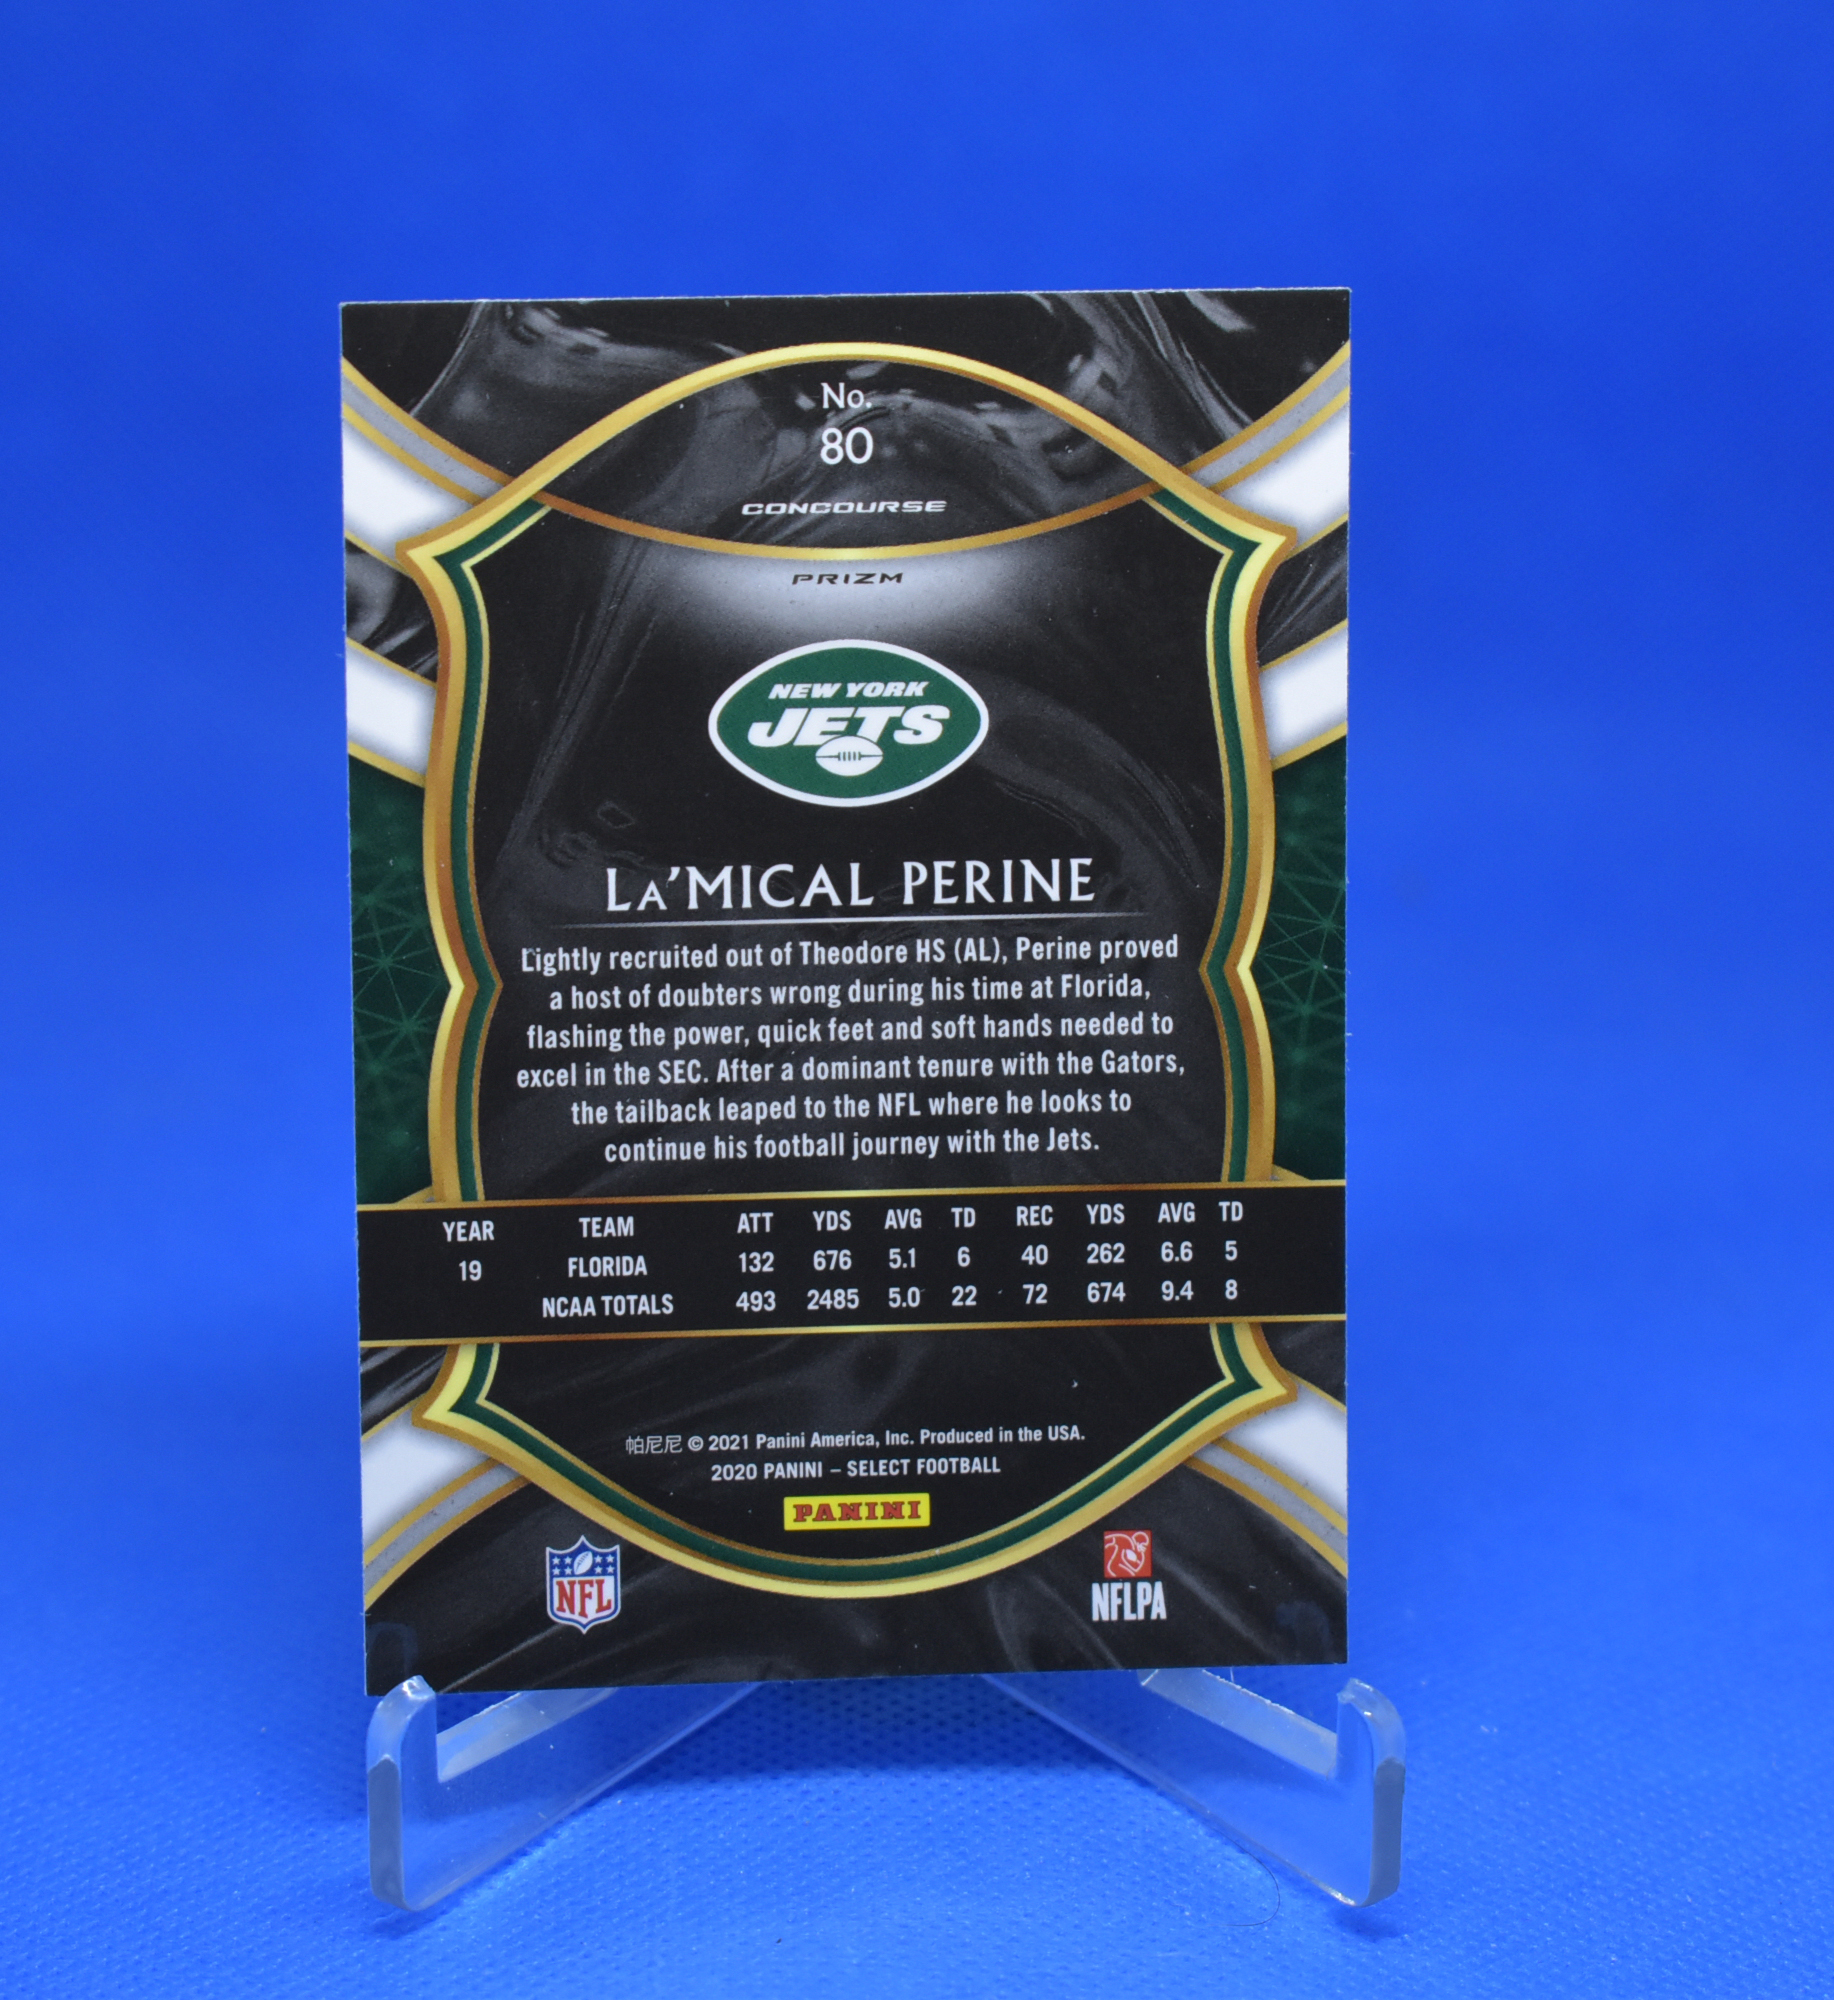 No.
80
CONCOURSE
PRIZM
NEW YORK
JETS
LA'MICAL PERINE
Lightly recruited out of Theodore HS (AL), Perine proved
a host of doubters wrong during his time at Florida,
flashing the power, quick feet and soft hands needed to
excel in the SEC. After a dominant tenure with the Gators,
the tailback leaped to the NFL where he looks to
continue his football journey with the Jets.
YEAR TEAM ATT YDS AVG TD REC YDS AVG TD
19 FLORIDA 132 676 5.1 6 40 262 6.6 5
NCAA TOTALS 493 2485 5.0 22 72 674 9.4 8
帕尼尼 © 2021 Panini America, Inc. Produced in the USA.
2020 PANINI – SELECT FOOTBALL
PANINI
NFL
NFLPA